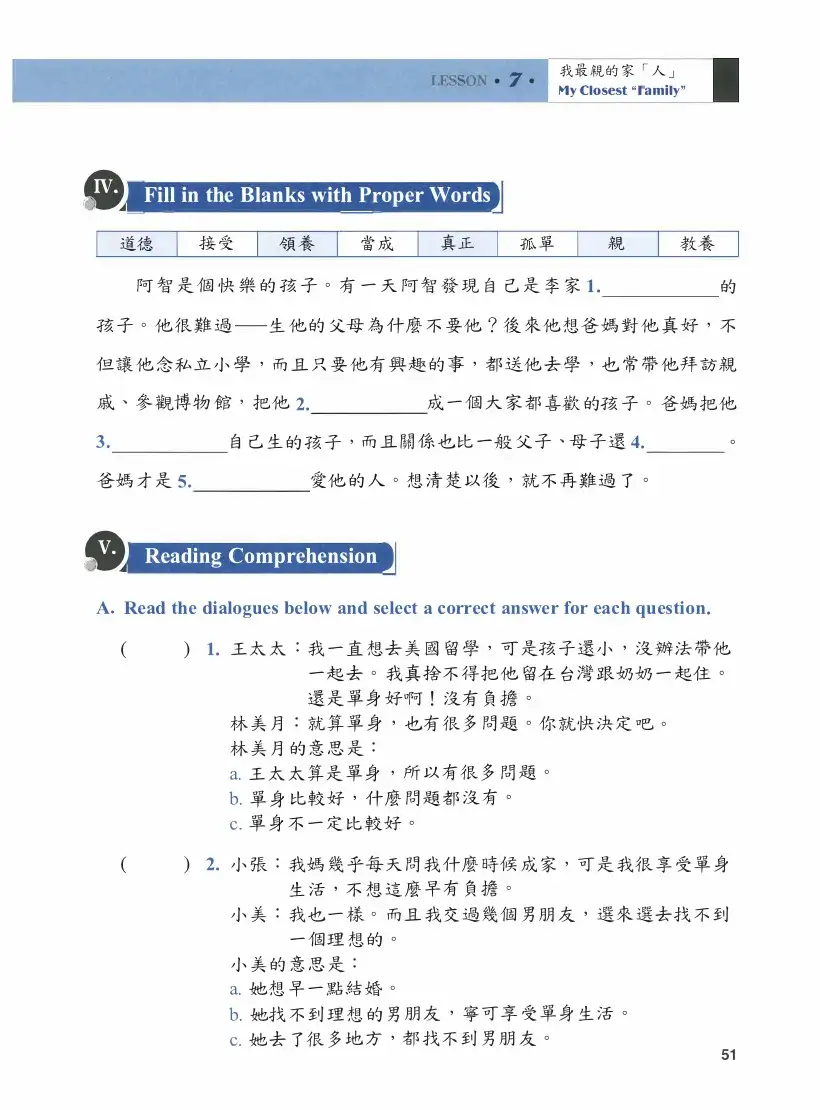 LESSON • 7 •
我最親的家「人」
My Closest "Family"
IV. Fill in the Blanks with Proper Words
道德 接受 領養 當成 真正 孤單 親 教養
阿智是個快樂的孩子。有一天阿智發現自己是李家 1.____________的
孩子。他很難過——生他的父母為什麼不要他？後來他想爸媽對他真好，不
但讓他念私立小學，而且只要他有興趣的事，都送他去學，也常帶他拜訪親
戚、參觀博物館，把他 2.____________成一個大家都喜歡的孩子。爸媽把他
3.____________自己生的孩子，而且關係也比一般父子、母子還 4.________。
爸媽才是 5.____________愛他的人。想清楚以後，就不再難過了。
V. Reading Comprehension
A. Read the dialogues below and select a correct answer for each question.
( ) 1. 王太太：我一直想去美國留學，可是孩子還小，沒辦法帶他
一起去。我真捨不得把他留在台灣跟奶奶一起住。
還是單身好啊！沒有負擔。
林美月：就算單身，也有很多問題。你就快決定吧。
林美月的意思是：
a. 王太太算是單身，所以有很多問題。
b. 單身比較好，什麼問題都沒有。
c. 單身不一定比較好。
( ) 2. 小張：我媽幾乎每天問我什麼時候成家，可是我很享受單身
生活，不想這麼早有負擔。
小美：我也一樣。而且我交過幾個男朋友，選來選去找不到
一個理想的。
小美的意思是：
a. 她想早一點結婚。
b. 她找不到理想的男朋友，寧可享受單身生活。
c. 她去了很多地方，都找不到男朋友。
51